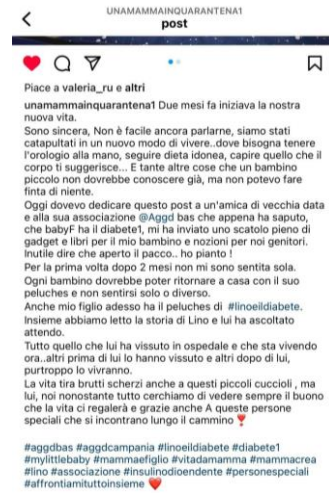 UNAMAMMAINQUARANTENA1
post
Piace a valeria_ru e altri
unamammainquarantena1 Due mesi fa iniziava la nostra
nuova vita.
Sono sincera, Non è facile ancora parlarne, siamo stati
catapultati in un nuovo modo di vivere..dove bisogna tenere
l'orologio alla mano, seguire dieta idonea, capire quello che il
corpo ti suggerisce... E tante altre cose che un bambino
piccolo non dovrebbe conoscere già, ma non potevo fare
finta di niente.
Oggi dovevo dedicare questo post a un'amica di vecchia data
e alla sua associazione @Aggd bas che appena ha saputo,
che babyF ha il diabete1, mi ha inviato uno scatolo pieno di
gadget e libri per il mio bambino e nozioni per noi genitori.
Inutile dire che aperto il pacco.. ho pianto !
Per la prima volta dopo 2 mesi non mi sono sentita sola.
Ogni bambino dovrebbe poter ritornare a casa con il suo
peluches e non sentirsi solo o diverso.
Anche mio figlio adesso ha il peluches di #linoeildiabete.
Insieme abbiamo letto la storia di Lino e lui ha ascoltato
attendo.
Tutto quello che lui ha vissuto in ospedale e che sta vivendo
ora..altri prima di lui lo hanno vissuto e altri dopo di lui,
purtroppo lo vivranno.
La vita tira brutti scherzi anche a questi piccoli cuccioli , ma
lui, noi nonostante tutto cerchiamo di vedere sempre il buono
che la vita ci regalerà e grazie anche A queste persone
speciali che si incontrano lungo il cammino ❣️
#aggdbas #aggdcampania #linoeildiabete #diabete1
#mylittlebaby #mammaefiglio #vitadamamma #mammacrea
#lino #associazione #insulinodioendente #personespeciali
#affrontiamituttoinsieme ❤️